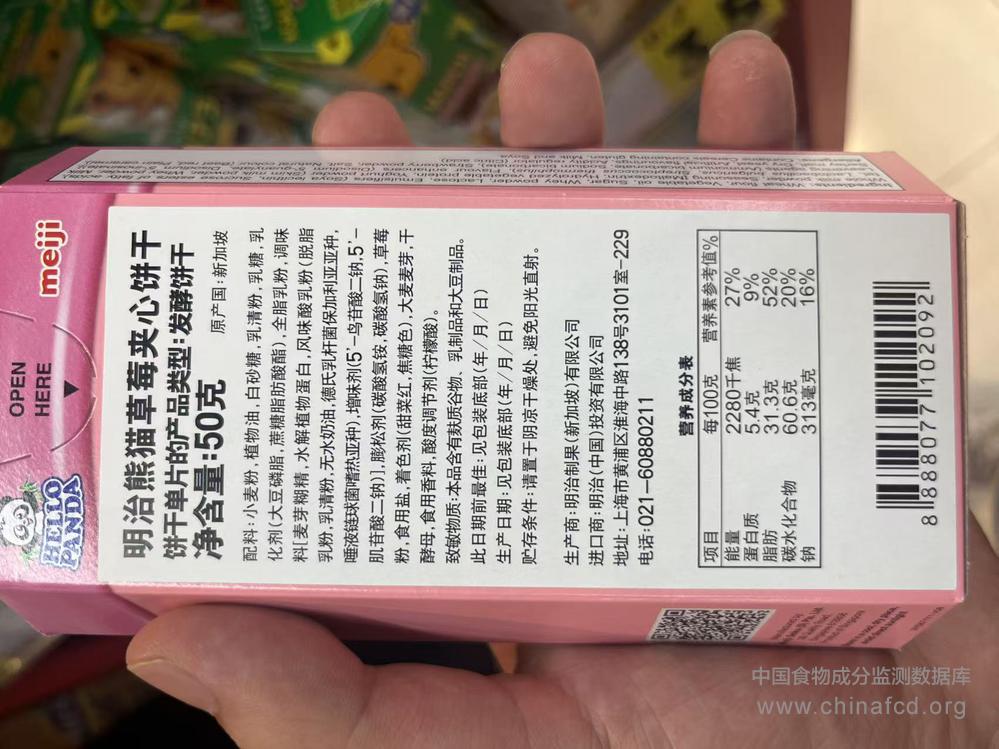 OPEN
HERE
meiji
HELLO
PANDA
明治熊猫草莓夹心饼干
饼干单片的产品类型:发酵饼干
净含量:50克
原产国:新加坡
配料:小麦粉,植物油,白砂糖,乳清粉,乳糖,乳
化剂(大豆磷脂,蔗糖脂肪酸酯),全脂乳粉,调味
料[麦芽糊精,水解植物蛋白,风味酸乳粉(脱脂
乳粉,乳清粉,无水奶油,德氏乳杆菌保加利亚亚种,
唾液链球菌嗜热亚种),增味剂(5'-鸟苷酸二钠,5'-
肌苷酸二钠)],膨松剂(碳酸氢铵,碳酸氢钠),草莓
粉,食用盐,着色剂(甜菜红,焦糖色),大麦麦芽,干
酵母,食用香料,酸度调节剂(柠檬酸)。
致敏物质:本品含有麸质谷物、乳制品和大豆制品。
此日期前最佳:见包装底部(年/月/日)
生产日期:见包装底部(年/月/日)
贮存条件:请置于阴凉干燥处,避免阳光直射。
生产商:明治制果(新加坡)有限公司
进口商:明治(中国)投资有限公司
地址:上海市黄浦区淮海中路138号3101室-229
电话:021-60880211
营养成分表
项目 每100克 营养素参考值%
能量 2280千焦 27%
蛋白质 5.4克 9%
脂肪 31.3克 52%
碳水化合物 60.6克 20%
钠 313毫克 16%
8 888077 102092
中国食物成分监测数据库
www.chinafcd.org